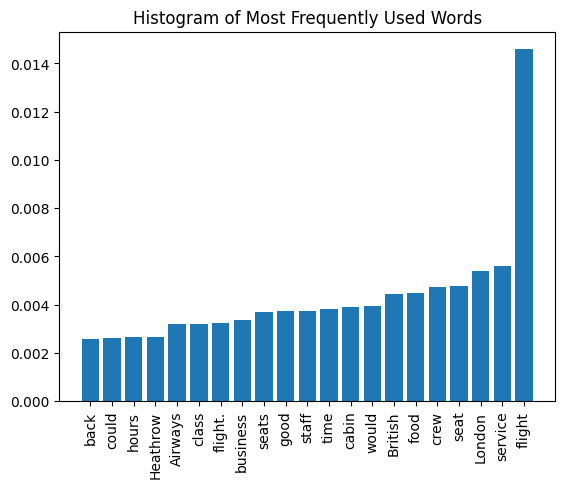 Histogram of Most Frequently Used Words
0.014
0.012
0.010
0.008
0.006
0.004
0.002
0.000
back
could
hours
Heathrow
Airways
class
flight.
business
seats
good
staff
time
cabin
would
British
food
crew
seat
London
service
flight